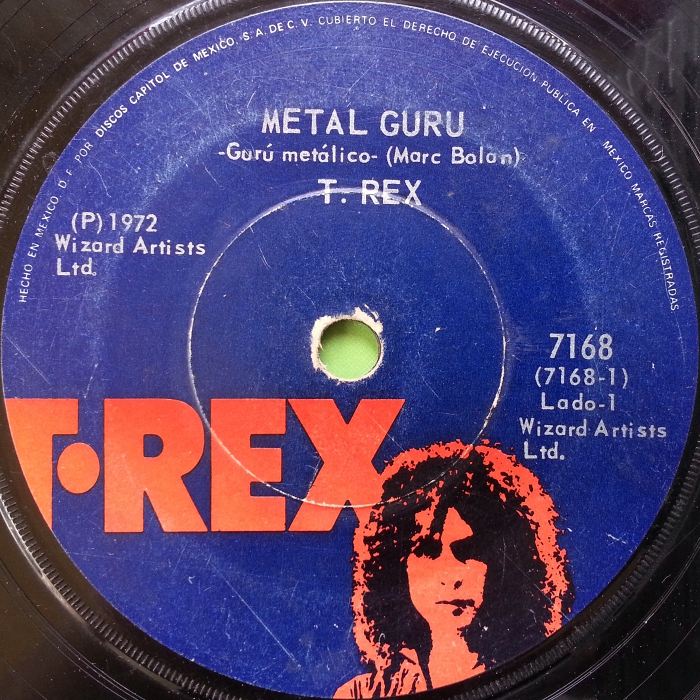 HECHO EN MEXICO D.F. POR DISCOS CAPITOL DE MEXICO, S.A. DE C.V. CUBIERTO EL DERECHO DE EJECUCION PUBLICA EN MEXICO MARCAS REGISTRADAS
METAL GURU
-Gurú metálico- (Marc Bolan)
T. REX
(P) 1972
Wizard Artists
Ltd.
7168
(7168-1)
Lado-1
Wizard Artists
Ltd.
T·REX